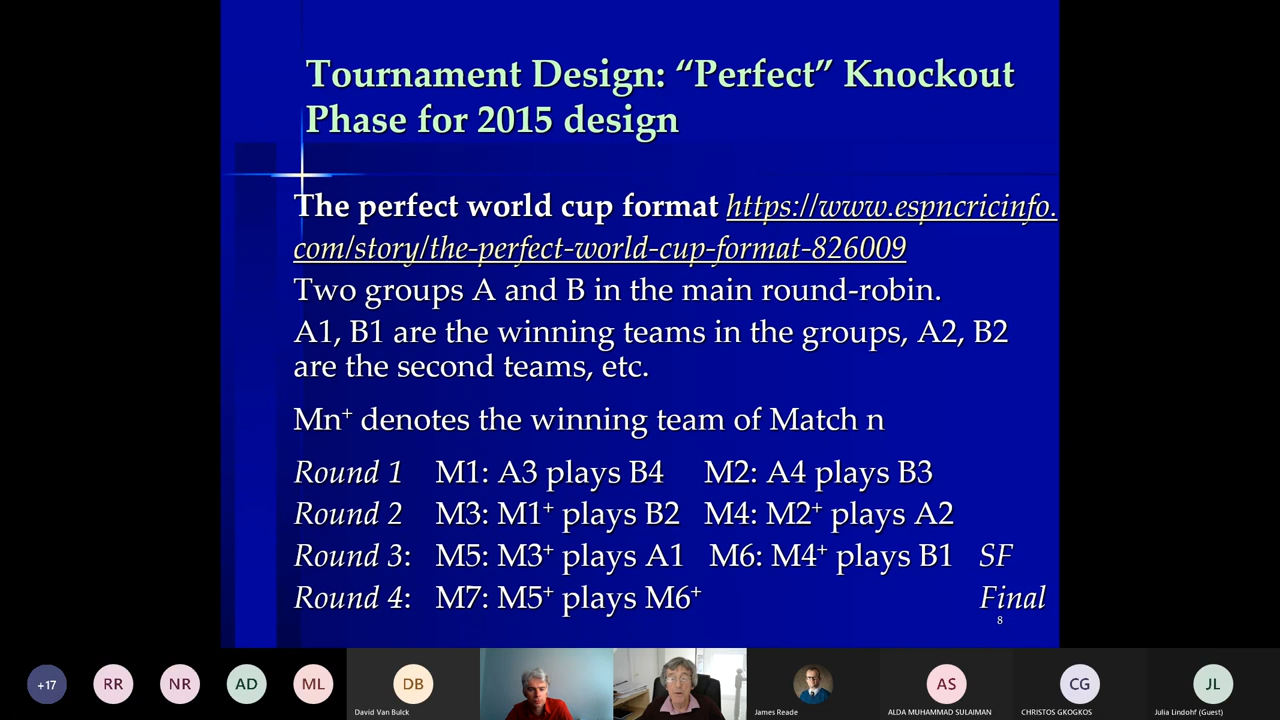 Tournament Design: “Perfect” Knockout
Phase for 2015 design
The perfect world cup format https://www.espncricinfo.
com/story/the-perfect-world-cup-format-826009
Two groups A and B in the main round-robin.
A1, B1 are the winning teams in the groups, A2, B2
are the second teams, etc.
Mn⁺ denotes the winning team of Match n
Round 1 M1: A3 plays B4 M2: A4 plays B3
Round 2 M3: M1⁺ plays B2 M4: M2⁺ plays A2
Round 3: M5: M3⁺ plays A1 M6: M4⁺ plays B1 SF
Round 4: M7: M5⁺ plays M6⁺ Final
8
+17 RR NR AD ML DB AS CG JL
David Van Bulck James Reade ALDA MUHAMMAD SULAIMAN CHRISTOS GKOGKOS Julia Lindohf (Guest)